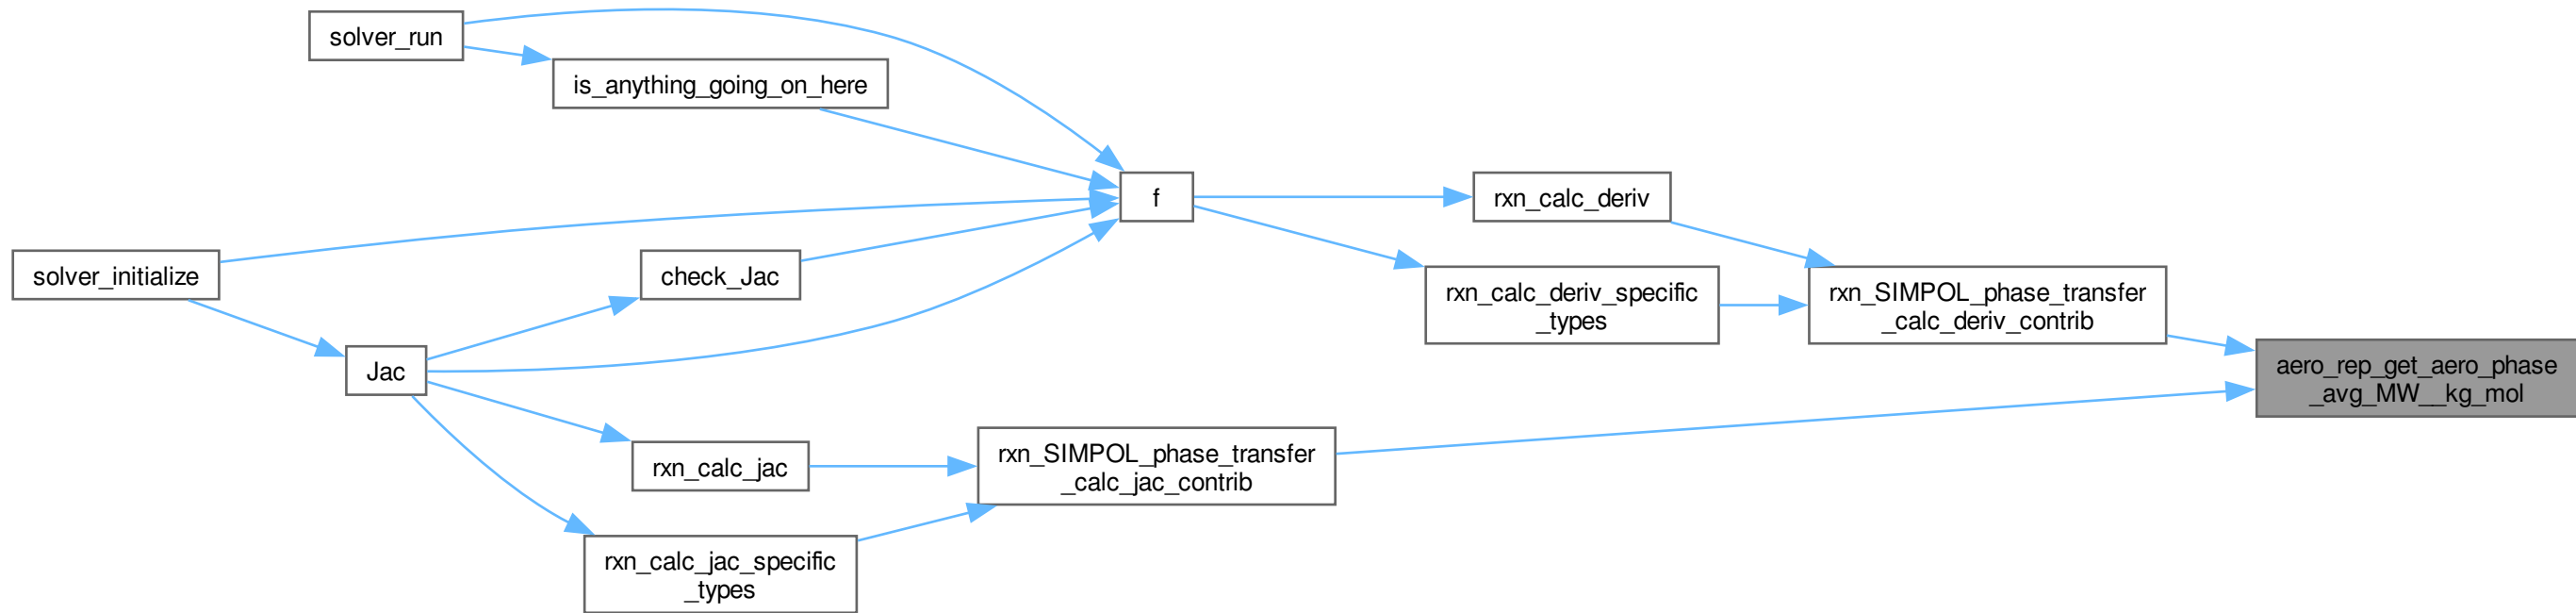 solver_run
is_anything_going_on_here
f
rxn_calc_deriv
solver_initialize
check_Jac
rxn_calc_deriv_specific
_types
rxn_SIMPOL_phase_transfer
_calc_deriv_contrib
Jac
aero_rep_get_aero_phase
_avg_MW__kg_mol
rxn_calc_jac
rxn_SIMPOL_phase_transfer
_calc_jac_contrib
rxn_calc_jac_specific
_types